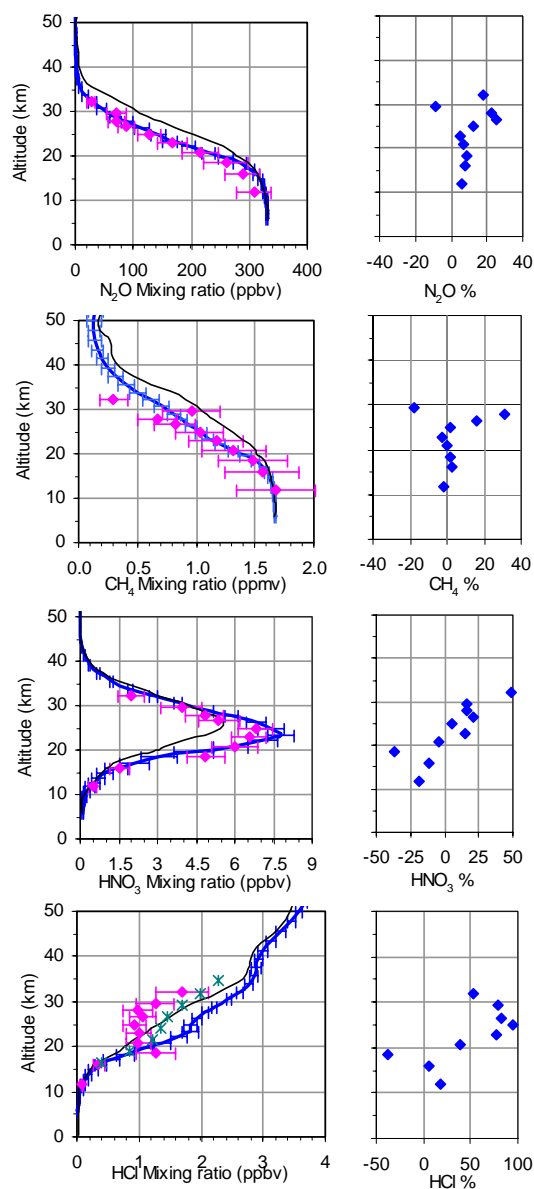 50
40
30
20
10
0
Altitude (km)
0 100 200 300 400
N2O Mixing ratio (ppbv)
-40 -20 0 20 40
N2O %
50
40
30
20
10
0
Altitude (km)
0.0 0.5 1.0 1.5 2.0
CH4 Mixing ratio (ppmv)
-40 -20 0 20 40
CH4 %
50
40
30
20
10
0
Altitude (km)
0 1.5 3 4.5 6 7.5 9
HNO3 Mixing ratio (ppbv)
-50 -25 0 25 50
HNO3 %
50
40
30
20
10
0
Altitude (km)
0 1 2 3 4
HCl Mixing ratio (ppbv)
-50 0 50 100
HCl %